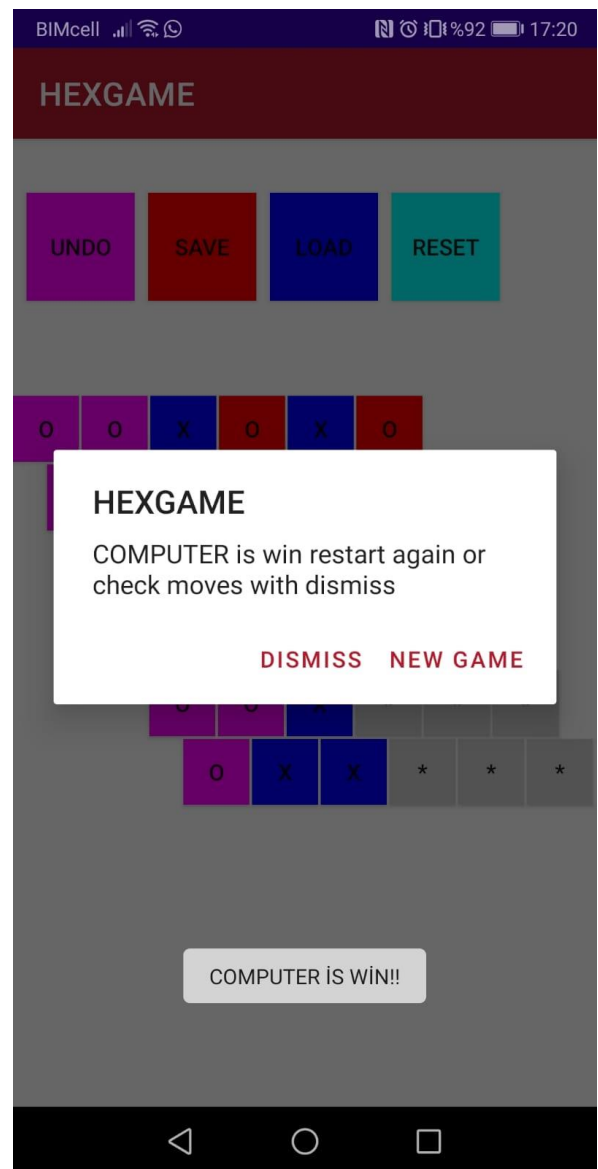 BIMcell %92 17:20
HEXGAME
UNDO SAVE LOAD RESET
O O X O X O
HEXGAME
COMPUTER is win restart again or
check moves with dismiss
DISMISS NEW GAME
O X X * * *
COMPUTER İS WİN!!